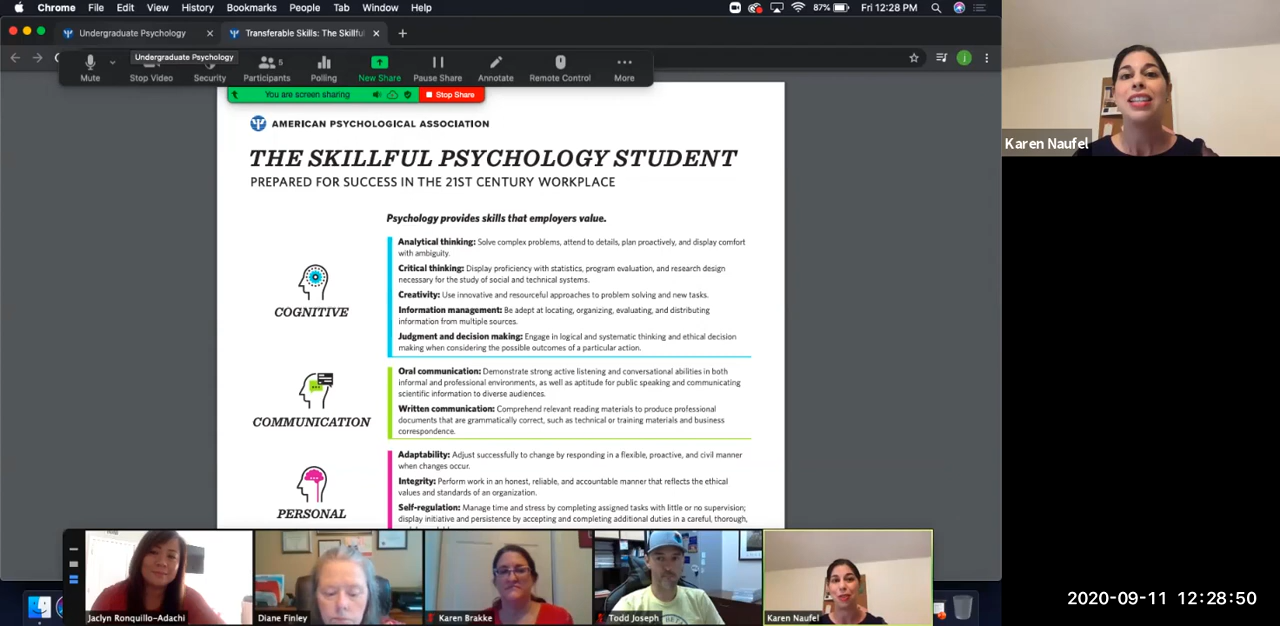 Chrome File Edit View History Bookmarks People Tab Window Help
87% Fri 12:28 PM
Undergraduate Psychology
Transferable Skills: The Skillfu
Undergraduate Psychology
Mute
Stop Video
Security
Participants 5
Polling
New Share
Pause Share
Annotate
Remote Control
More
You are screen sharing
Stop Share
AMERICAN PSYCHOLOGICAL ASSOCIATION
THE SKILLFUL PSYCHOLOGY STUDENT
PREPARED FOR SUCCESS IN THE 21ST CENTURY WORKPLACE
Psychology provides skills that employers value.
COGNITIVE
Analytical thinking: Solve complex problems, attend to details, plan proactively, and display comfort
with ambiguity.
Critical thinking: Display proficiency with statistics, program evaluation, and research design
necessary for the study of social and technical systems.
Creativity: Use innovative and resourceful approaches to problem solving and new tasks.
Information management: Be adept at locating, organizing, evaluating, and distributing
information from multiple sources.
Judgment and decision making: Engage in logical and systematic thinking and ethical decision
making when considering the possible outcomes of a particular action.
COMMUNICATION
Oral communication: Demonstrate strong active listening and conversational abilities in both
informal and professional environments, as well as aptitude for public speaking and communicating
scientific information to diverse audiences.
Written communication: Comprehend relevant reading materials to produce professional
documents that are grammatically correct, such as technical or training materials and business
correspondence.
PERSONAL
Adaptability: Adjust successfully to change by responding in a flexible, proactive, and civil manner
when changes occur.
Integrity: Perform work in an honest, reliable, and accountable manner that reflects the ethical
values and standards of an organization.
Self-regulation: Manage time and stress by completing assigned tasks with little or no supervision;
display initiative and persistence by accepting and completing additional duties in a careful, thorough,
Karen Naufel
Jaclyn Ronquillo-Adachi
Diane Finley
Karen Brakke
Todd Joseph
Karen Naufel
2020-09-11 12:28:50